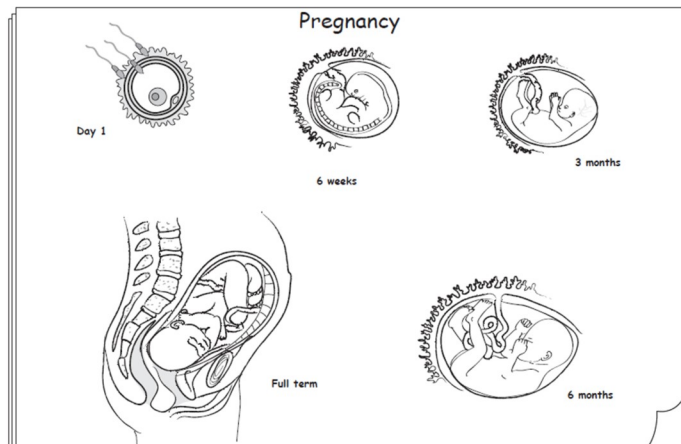 Pregnancy
Day 1
6 weeks
3 months
Full term
6 months